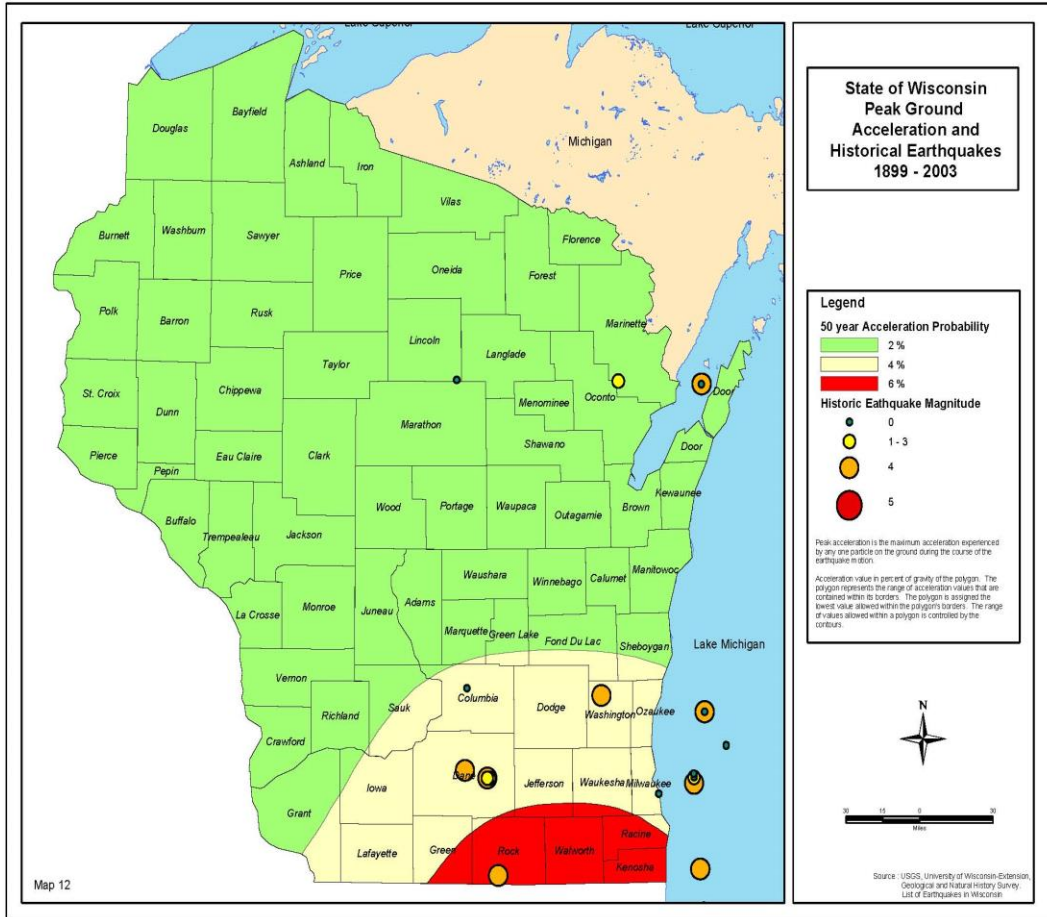 Lake Superior
Lake Superior
Michigan
Douglas
Bayfield
Ashland
Iron
Vilas
Burnett
Washburn
Sawyer
Florence
Price
Oneida
Forest
Polk
Barron
Rusk
Marinette
Lincoln
Langlade
Taylor
St. Croix
Chippewa
Door
Dunn
Menominee
Oconto
Marathon
Pierce
Eau Claire
Clark
Shawano
Door
Pepin
Kewaunee
Buffalo
Trempealeau
Jackson
Wood
Portage
Waupaca
Outagamie
Brown
Waushara
Winnebago
Calumet
Manitowoc
La Crosse
Monroe
Juneau
Adams
Marquette
Green Lake
Fond Du Lac
Sheboygan
Lake Michigan
Vernon
Richland
Sauk
Columbia
Dodge
Washington
Ozaukee
Crawford
Grant
Iowa
Dane
Jefferson
Waukesha
Milwaukee
Lafayette
Green
Rock
Walworth
Racine
Kenosha
Map 12
State of Wisconsin
Peak Ground
Acceleration and
Historical Earthquakes
1899 - 2003
Legend
50 year Acceleration Probability
2 %
4 %
6 %
Historic Eathquake Magnitude
0
1 - 3
4
5
Peak acceleration is the maximum acceleration experienced
by any one particle on the ground during the course of the
earthquake motion.
Acceleration value in percent of gravity of the polygon. The
polygon represents the range of acceleration values that are
contained within its borders. The polygon is assigned the
lowest value allowed within the polygon's borders. The range
of values allowed within a polygon is controlled by the
contours.
N
30 15 0 30
Miles
Source : USGS, University of Wisconsin-Extension,
Geological and Natural History Survey.
List of Earthquakes in Wisconsin